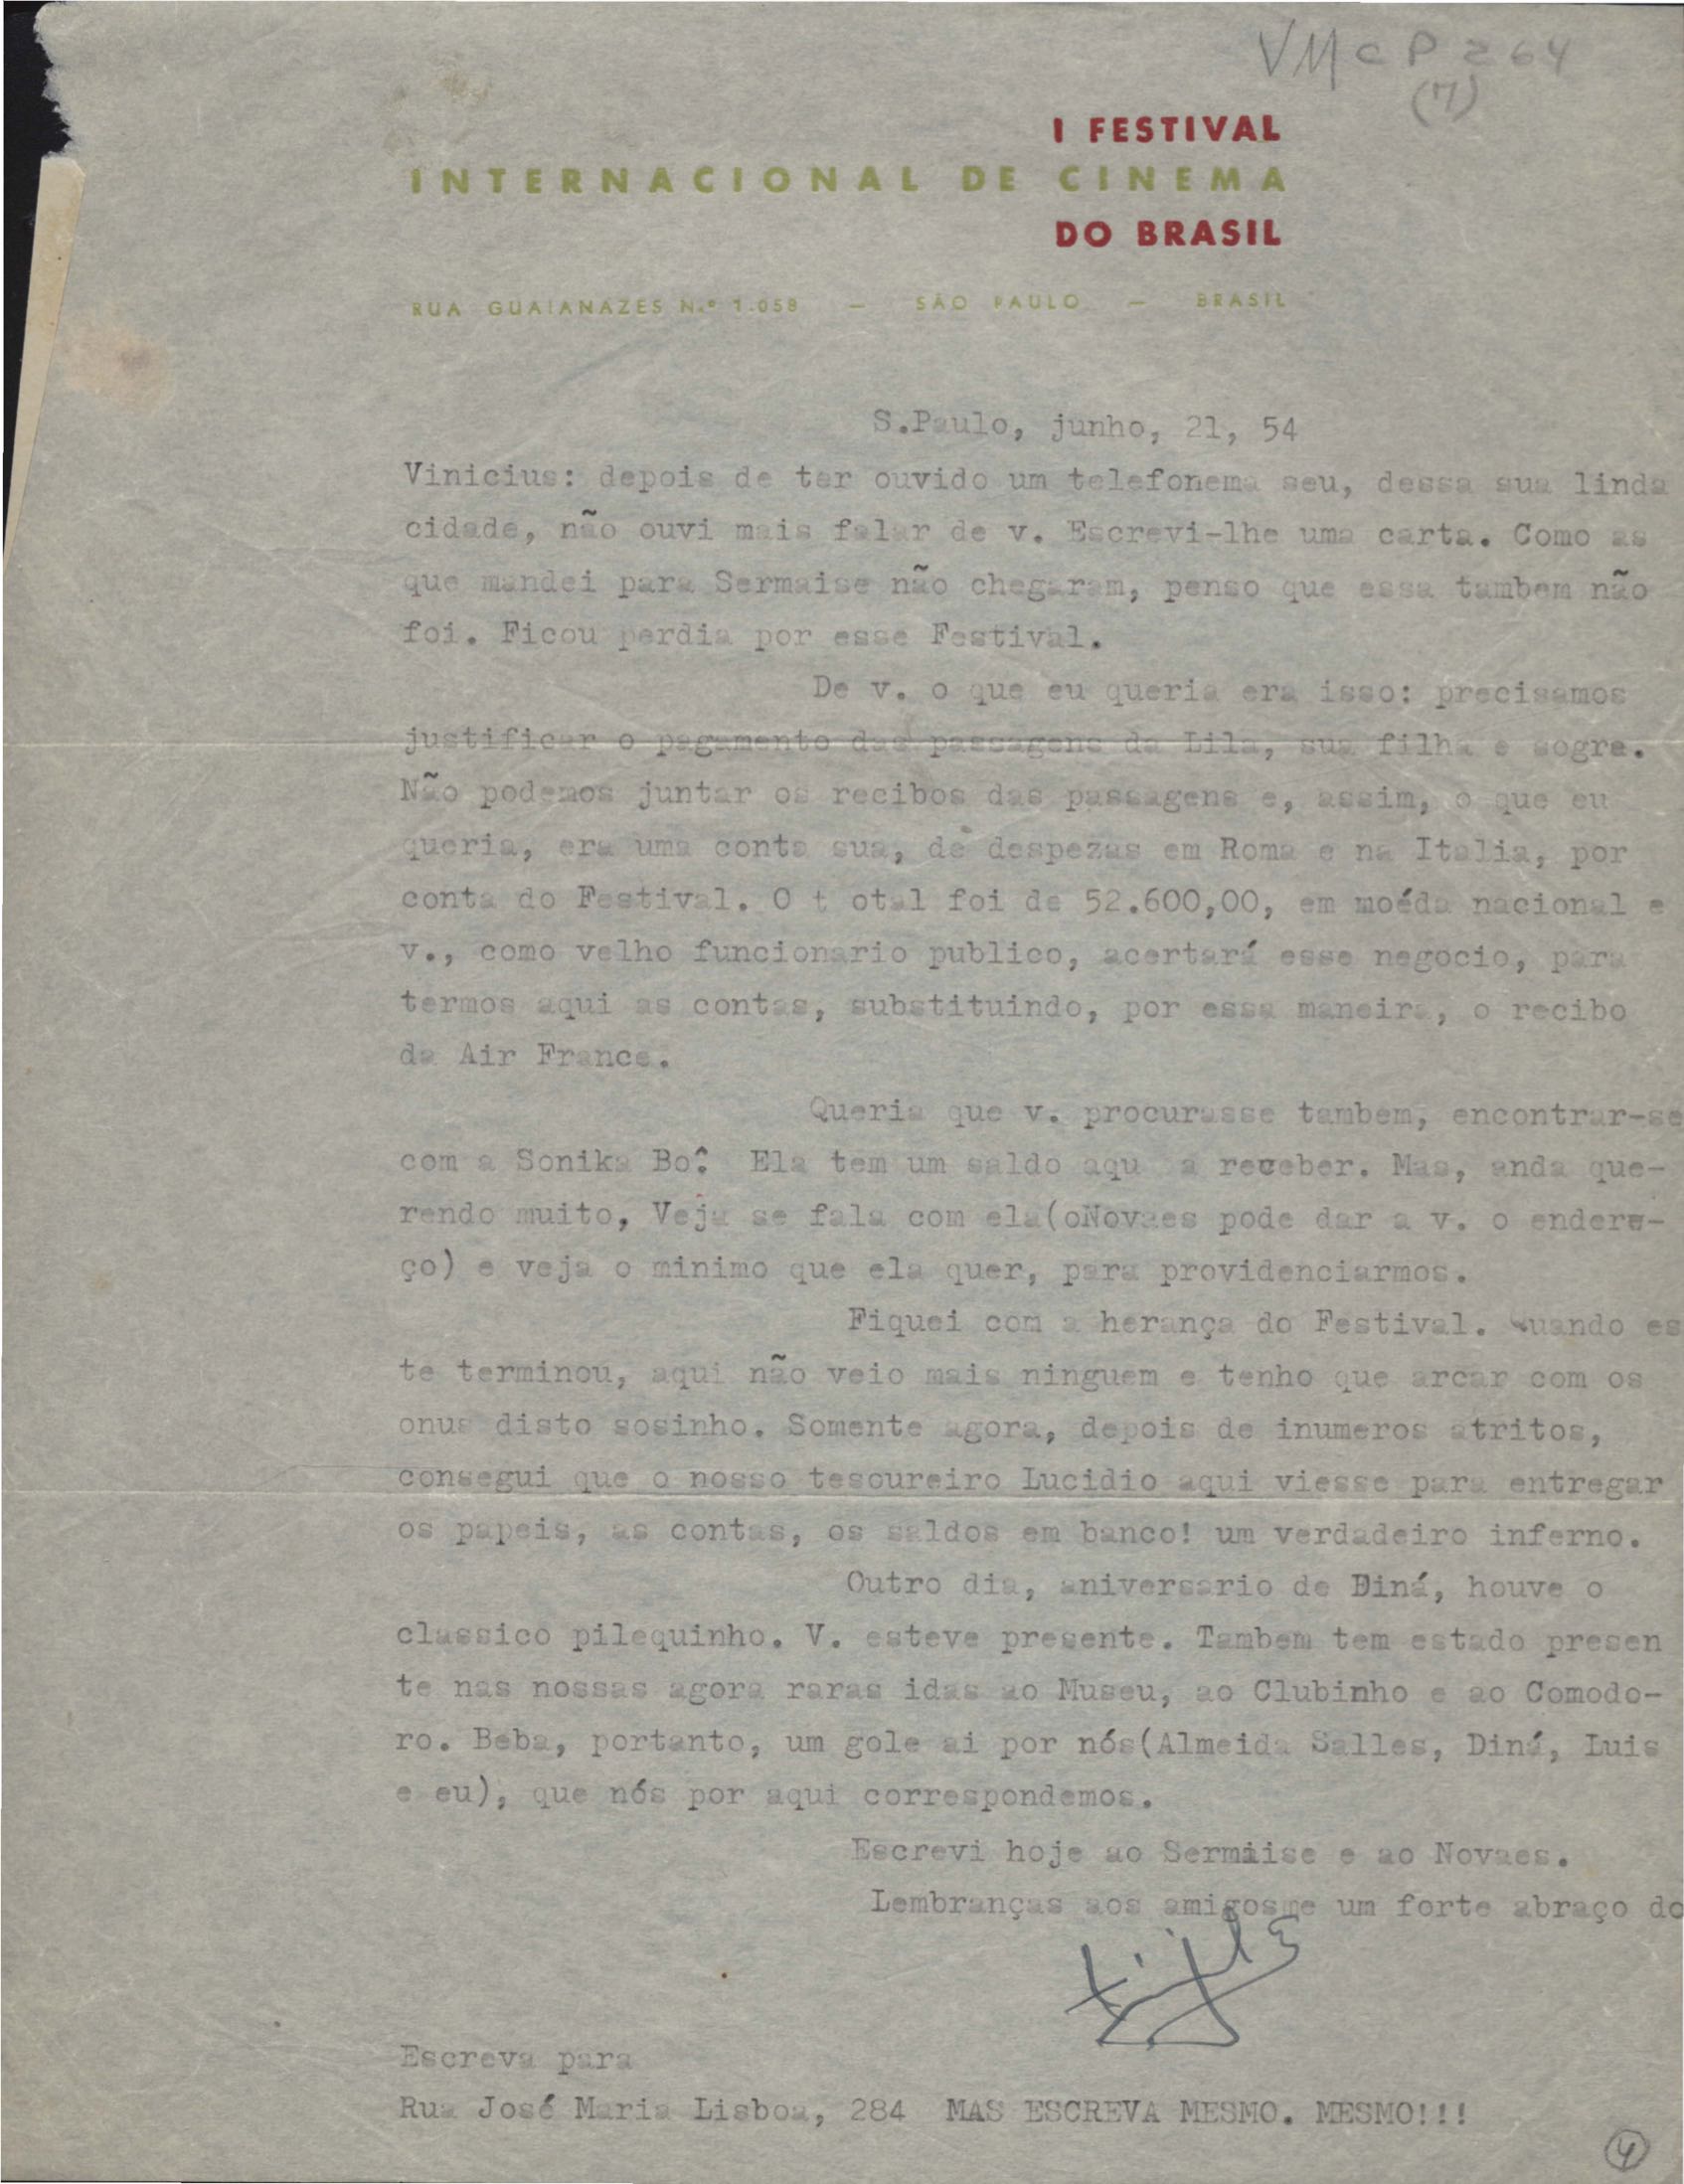 VMCP264
(7)
I FESTIVAL
INTERNACIONAL DE CINEMA
DO BRASIL
RUA GUAIANAZES N.º 1.058 — SÃO PAULO — BRASIL
S.Paulo, junho, 21, 54
Vinicius: depois de ter ouvido um telefonema seu, dessa sua linda
cidade, não ouvi mais falar de v. Escrevi-lhe uma carta. Como as
que mandei para Sermaise não chegaram, penso que essa tambem não
foi. Ficou perdia por esse Festival.
De v. o que eu queria era isso: precisamos
justificar o pagamento das passagens da Lila, sua filha e sogra.
Não podemos juntar os recibos das passagens e, assim, o que eu
queria, era uma conta sua, de despezas em Roma e na Italia, por
conta do Festival. O t otal foi de 52.600,00, em moéda nacional e
v., como velho funcionario publico, acertará esse negocio, para
termos aqui as contas, substituindo, por essa maneira, o recibo
da Air France.
Queria que v. procurasse tambem, encontrar-se
com a Sonika Bo. Ela tem um saldo aqu a receber. Mas, anda que-
rendo muito, Veja se fala com ela(oNovaes pode dar a v. o endere-
ço) e veja o minimo que ela quer, para providenciarmos.
Fiquei com a herança do Festival. Quando es
te terminou, aqui não veio mais ninguem e tenho que arcar com os
onus disto sosinho. Somente agora, depois de inumeros atritos,
consegui que o nosso tesoureiro Lucidio aqui viesse para entregar
os papeis, as contas, os saldos em banco! um verdadeiro inferno.
Outro dia, aniversario de Diná, houve o
classico pilequinho. V. esteve presente. Tambem tem estado presen
te nas nossas agora raras idas ao Museu, ao Clubinho e ao Comodo-
ro. Beba, portanto, um gole ai por nós(Almeida Salles, Diná, Luis
e eu), que nós por aqui correspondemos.
Escrevi hoje ao Sermaiise e ao Novaes.
Lembranças aos amigosme um forte abraço do
Escreva para
Rua José Maria Lisboa, 284 MAS ESCREVA MESMO. MESMO!!!
4